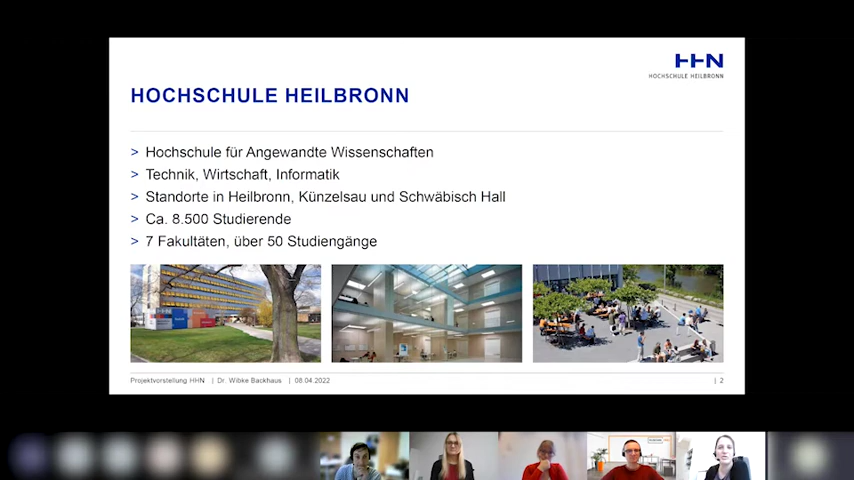 HHN
HOCHSCHULE HEILBRONN
HOCHSCHULE HEILBRONN
> Hochschule für Angewandte Wissenschaften
> Technik, Wirtschaft, Informatik
> Standorte in Heilbronn, Künzelsau und Schwäbisch Hall
> Ca. 8.500 Studierende
> 7 Fakultäten, über 50 Studiengänge
Projektvorstellung HHN | Dr. Wibke Backhaus | 08.04.2022 | 2